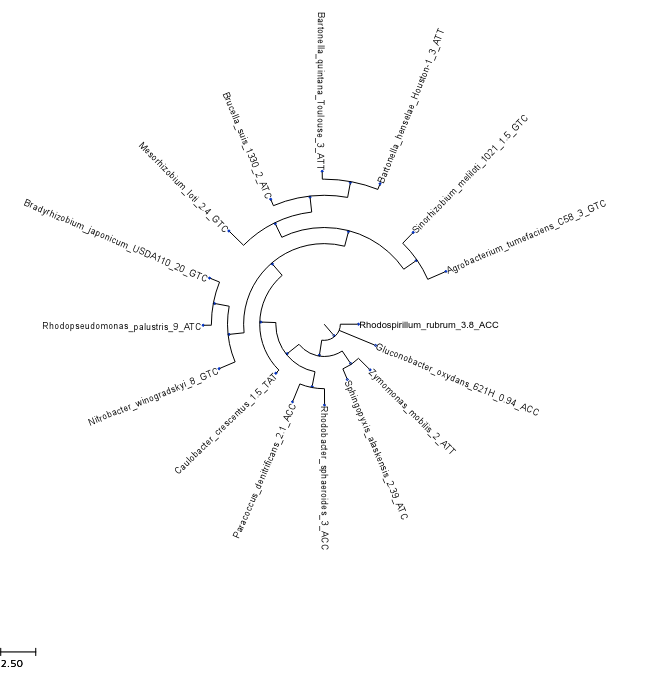 Bartonella_quintana_Toulouse_3_ATT
Bartonella_henselae_Houston-1_3_ATT
Brucella_suis_1330_2_ATC
Sinorhizobium_meliloti_1021_1.5_GTC
Mesorhizobium_loti_2.4_GTC
Agrobacterium_tumefaciens_C58_3_GTC
Bradyrhizobium_japonicum_USDA110_20_GTC
Rhodopseudomonas_palustris_9_ATC
Rhodospirillum_rubrum_3.8_ACC
Gluconobacter_oxydans_621H_0.94_ACC
Nitrobacter_winogradskyi_8_GTC
Zymomonas_mobilis_2_ATT
Caulobacter_crescentus_1.5_TAT
Sphingopyxis_alaskensis_2.39_ATC
Paracoccus_denitrificans_2.1_ACC
Rhodobacter_sphaeroides_3_ACC
2.50